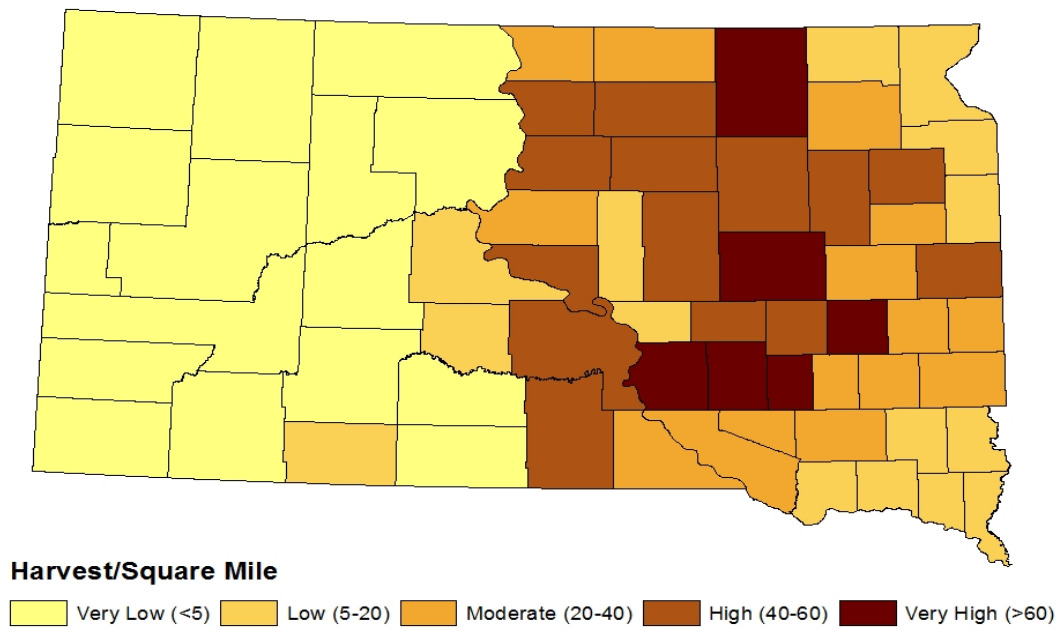 Harvest/Square Mile
Very Low (<5) Low (5-20) Moderate (20-40) High (40-60) Very High (>60)